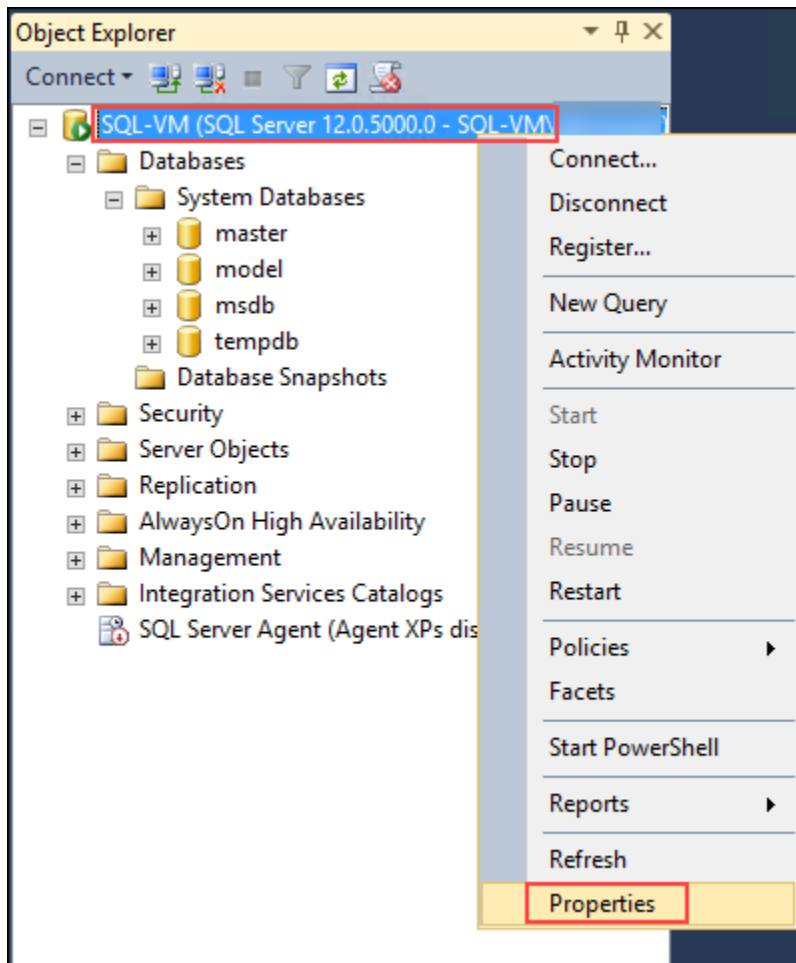 Object Explorer
Connect
SQL-VM (SQL Server 12.0.5000.0 - SQL-VM\
Databases
System Databases
master
model
msdb
tempdb
Database Snapshots
Security
Server Objects
Replication
AlwaysOn High Availability
Management
Integration Services Catalogs
SQL Server Agent (Agent XPs dis
Connect...
Disconnect
Register...
New Query
Activity Monitor
Start
Stop
Pause
Resume
Restart
Policies
Facets
Start PowerShell
Reports
Refresh
Properties